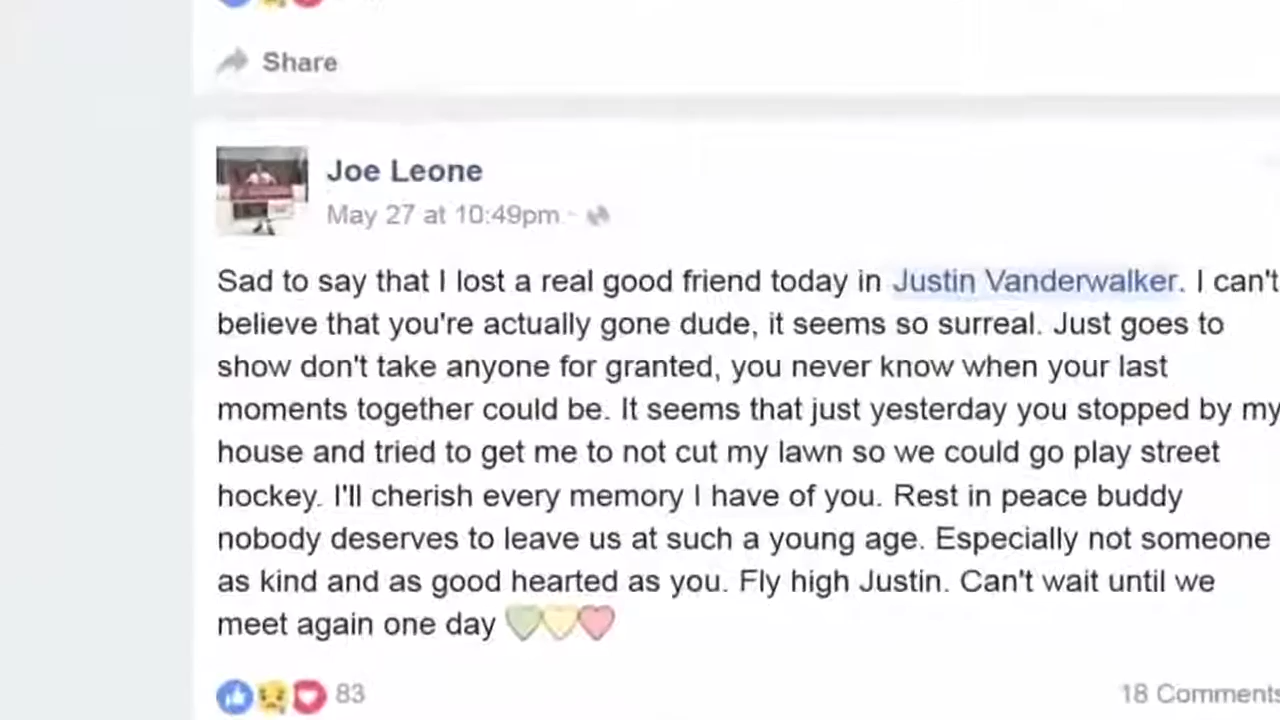 Share
Joe Leone
May 27 at 10:49pm ·
Sad to say that I lost a real good friend today in Justin Vanderwalker. I can't
believe that you're actually gone dude, it seems so surreal. Just goes to
show don't take anyone for granted, you never know when your last
moments together could be. It seems that just yesterday you stopped by my
house and tried to get me to not cut my lawn so we could go play street
hockey. I'll cherish every memory I have of you. Rest in peace buddy
nobody deserves to leave us at such a young age. Especially not someone
as kind and as good hearted as you. Fly high Justin. Can't wait until we
meet again one day
83
18 Comments